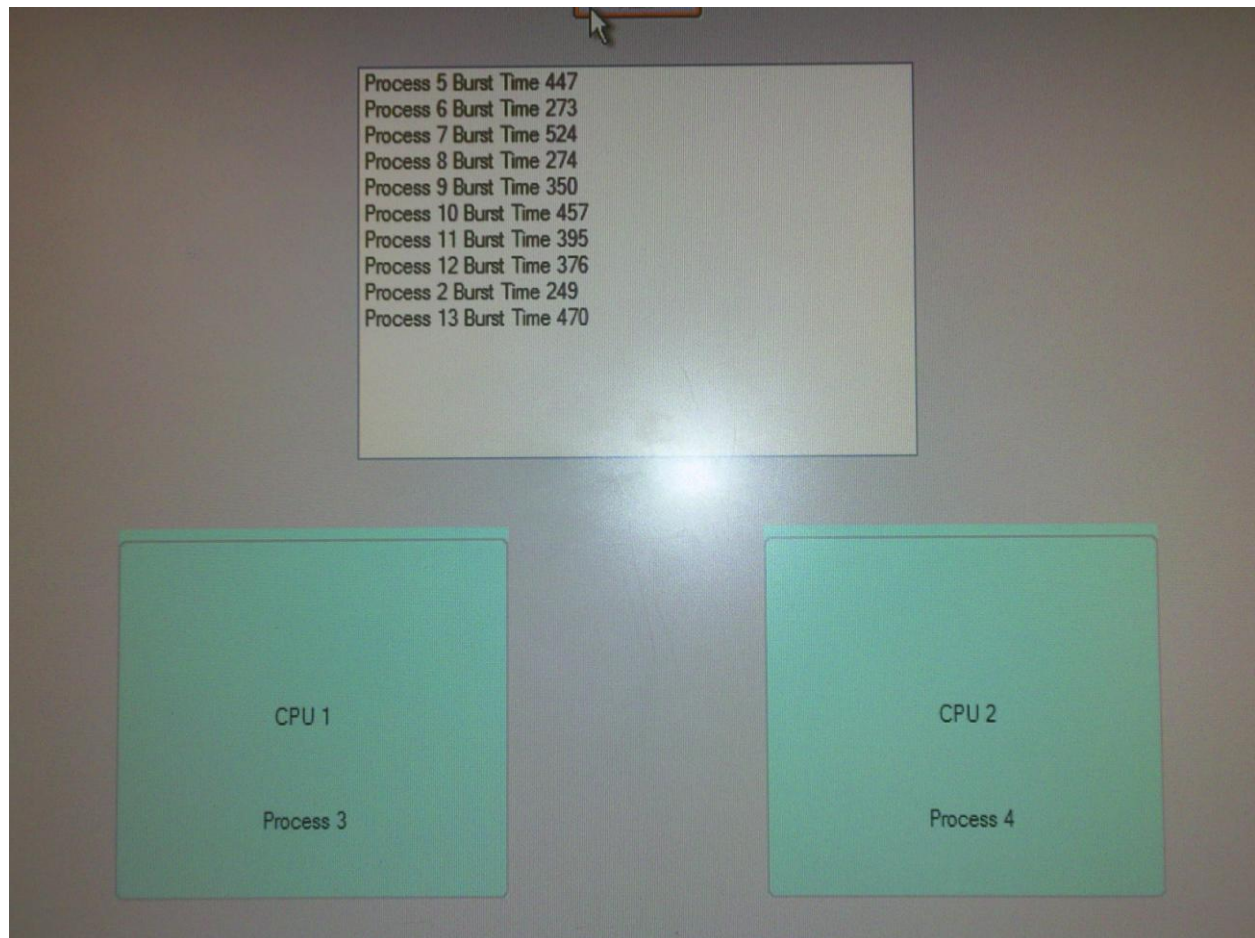 Process 5 Burst Time 447
Process 6 Burst Time 273
Process 7 Burst Time 524
Process 8 Burst Time 274
Process 9 Burst Time 350
Process 10 Burst Time 457
Process 11 Burst Time 395
Process 12 Burst Time 376
Process 2 Burst Time 249
Process 13 Burst Time 470
CPU 1
CPU 2
Process 3
Process 4